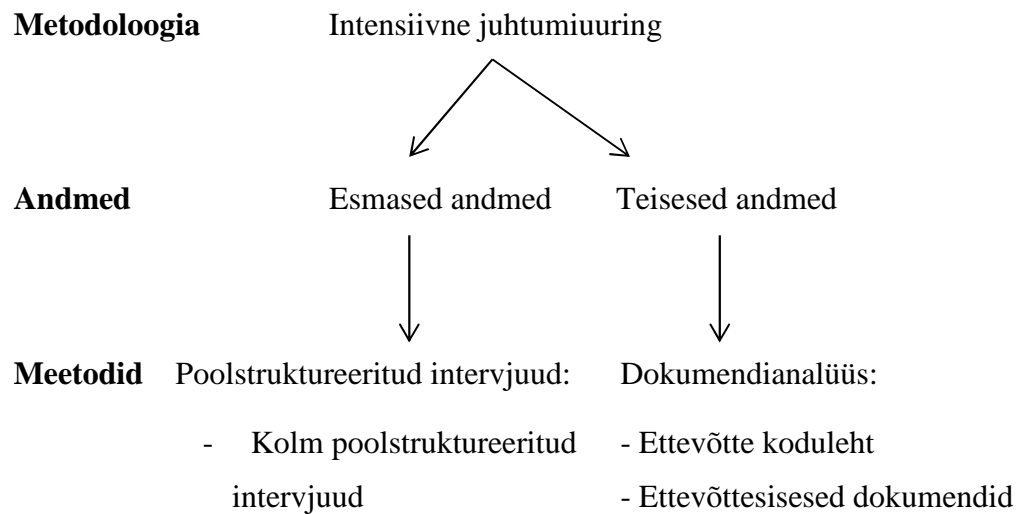 Metodoloogia Intensiivne juhtumiuuring
Andmed Esmased andmed Teisesed andmed
Meetodid Poolstruktureeritud intervjuud: Dokumendianalüüs:
- Kolm poolstruktureeritud - Ettevõtte koduleht
intervjuud - Ettevõttesisesed dokumendid